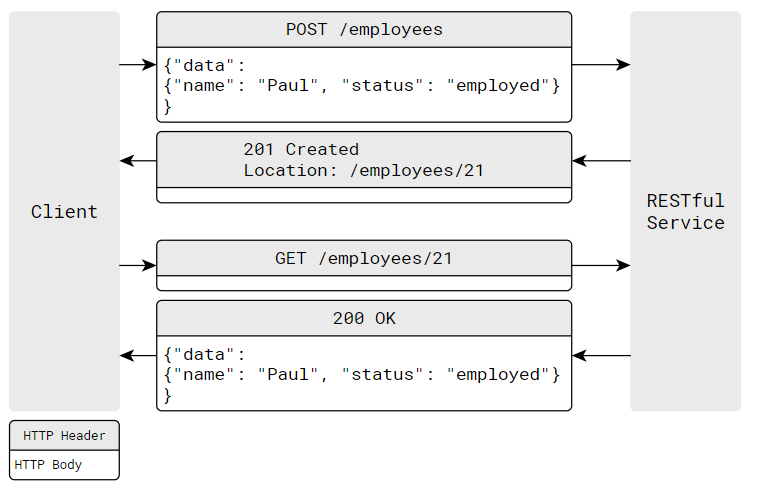 POST /employees
{"data":
{"name": "Paul", "status": "employed"}
}
201 Created
Location: /employees/21
Client
RESTful
Service
GET /employees/21
200 OK
{"data":
{"name": "Paul", "status": "employed"}
}
HTTP Header
HTTP Body